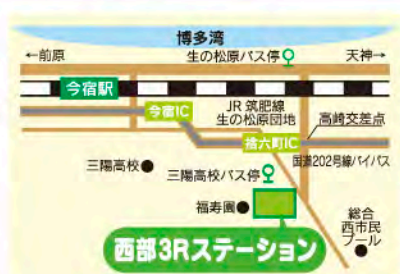 博多湾
←前原
生の松原バス停
天神→
今宿駅
今宿IC
JR 筑肥線
生の松原団地
高崎交差点
拾六町IC
国道202号線バイパス
三陽高校
三陽高校バス停
福寿園
総合
西市民
プール
西部3Rステーション